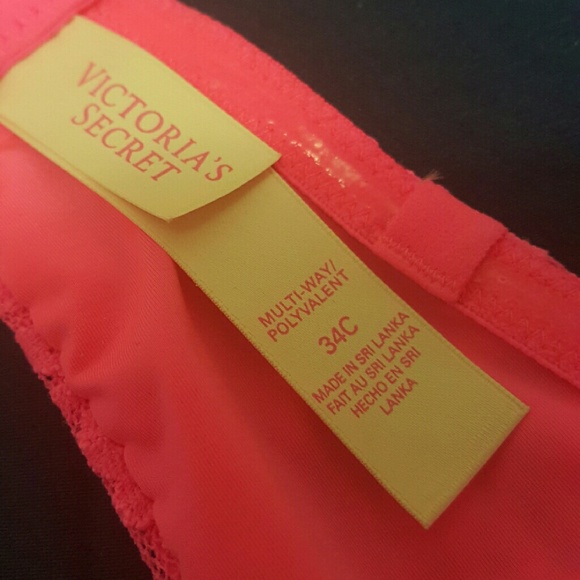 VICTORIA'S
SECRET
MULTI-WAY/
POLYVALENT
34C
MADE IN SRI LANKA
FAIT AU SRI LANKA
HECHO EN SRI
LANKA